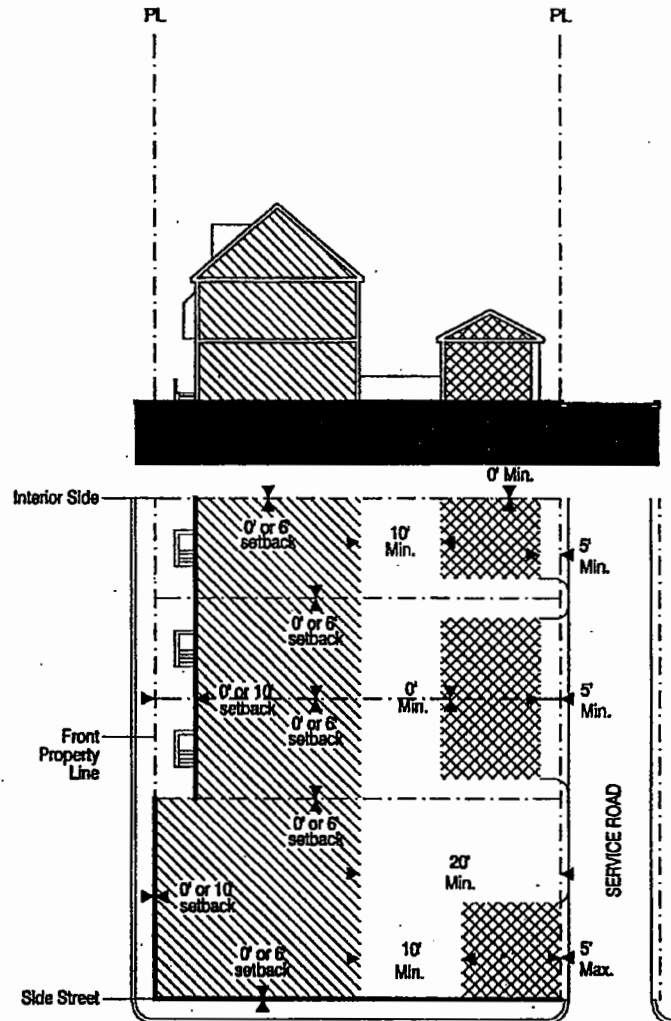 PL
PL
0' Min.
Interior Side
0' or 6'
setback
10'
Min.
5'
Min.
0' or 6'
setback
0' or 10'
setback
0' or 6'
setback
0'
Min.
5'
Min.
Front
Property
Line
0' or 6'
setback
SERVICE ROAD
20'
Min.
0' or 10'
setback
0' or 6'
setback
10'
Min.
5'
Max.
Side Street